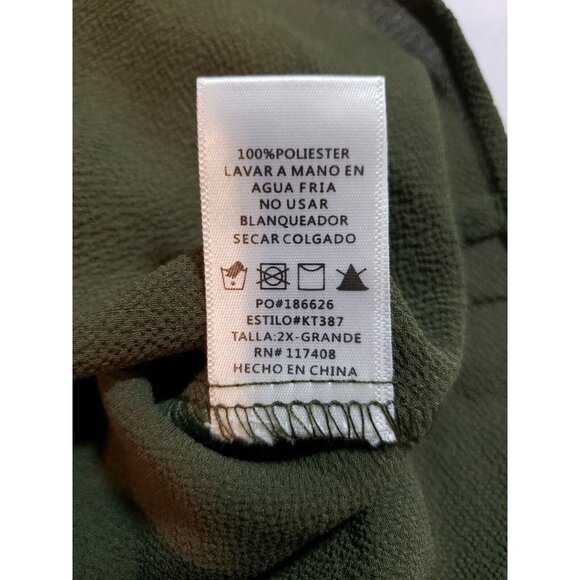 100%POLIESTER
LAVAR A MANO EN
AGUA FRIA
NO USAR
BLANQUEADOR
SECAR COLGADO
PO#186626
ESTILO#KT387
TALLA:2X-GRANDE
RN# 117408
HECHO EN CHINA